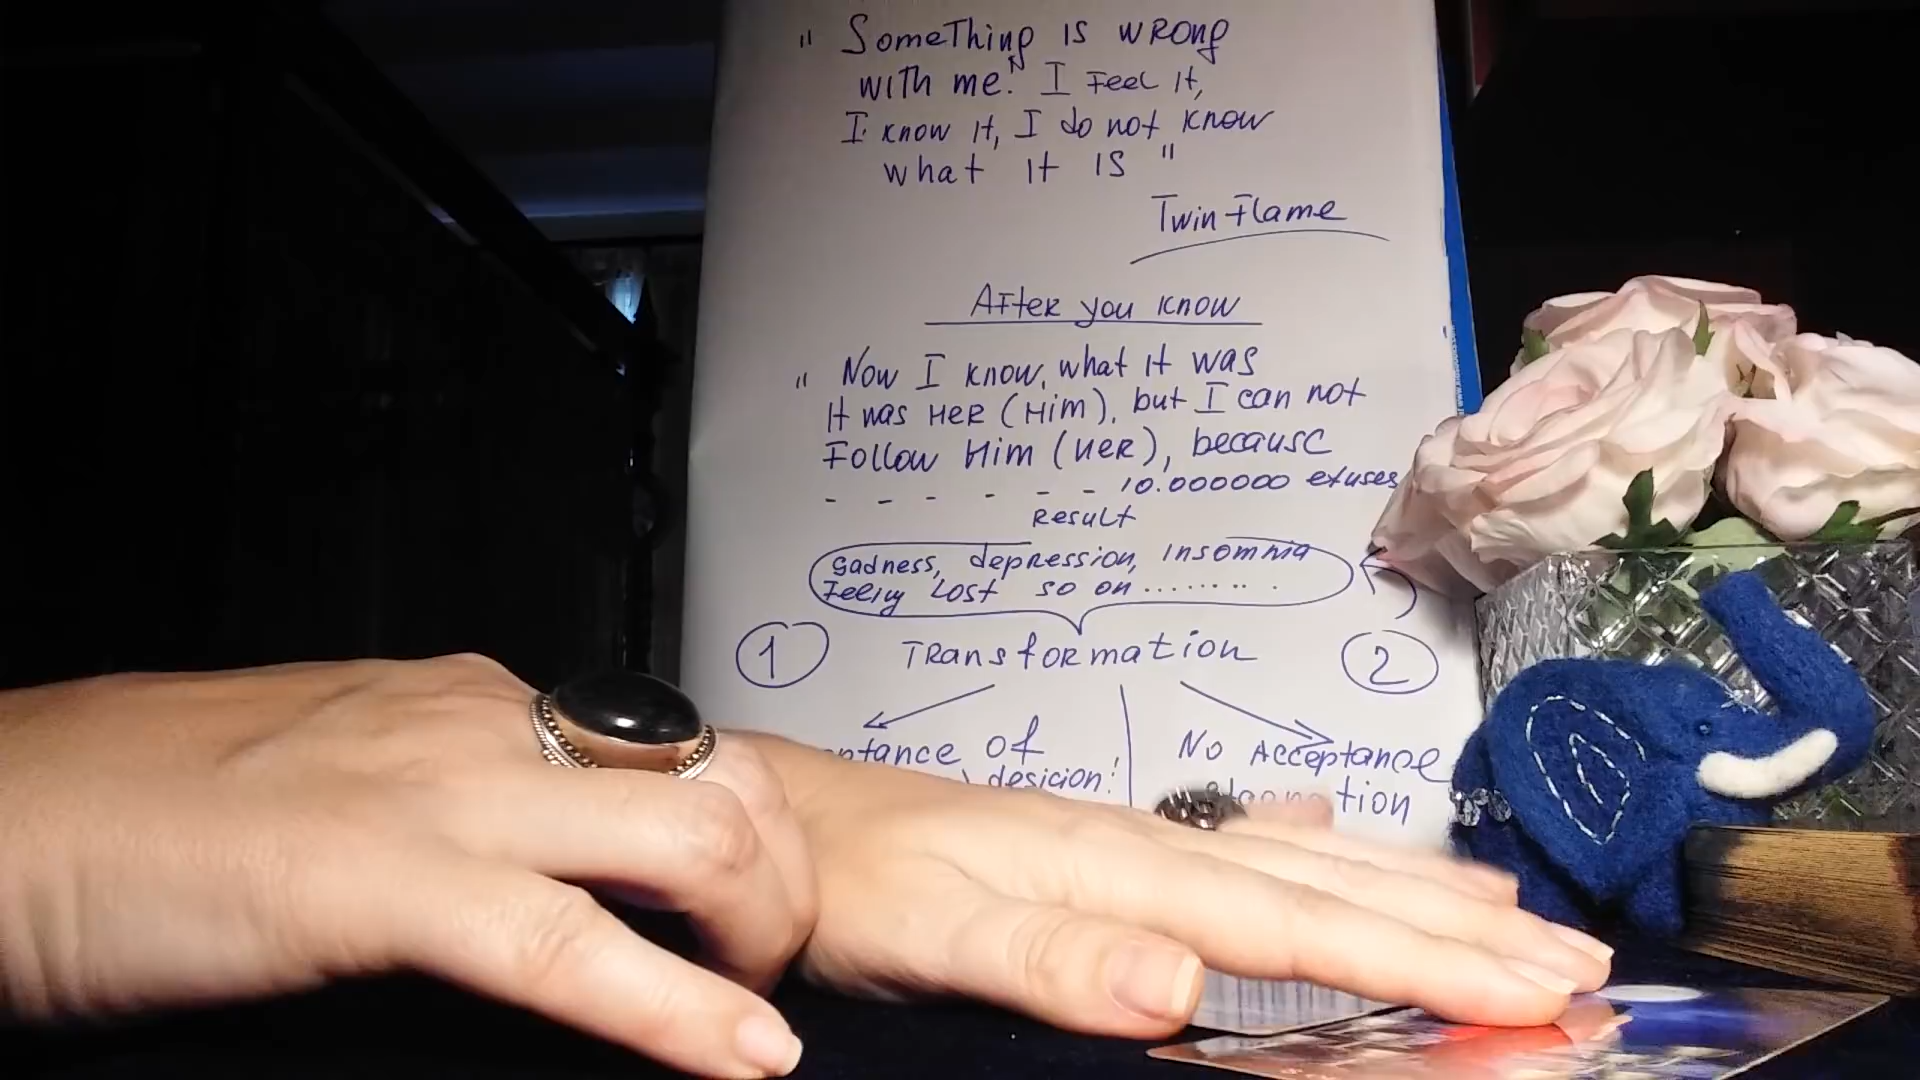 " Something is wrong
with me. I Feel it,
I know it, I do not know
what it is "
Twin Flame
After you know
" Now I know, what it was
It was Her (Him), but I can not
Follow Him (Her), because
- - - - - - 10.000000 exuses
Result
sadness, depression, insomnia
Feeling Lost so on .........
1 Transformation 2
of No Acceptance
desicion!